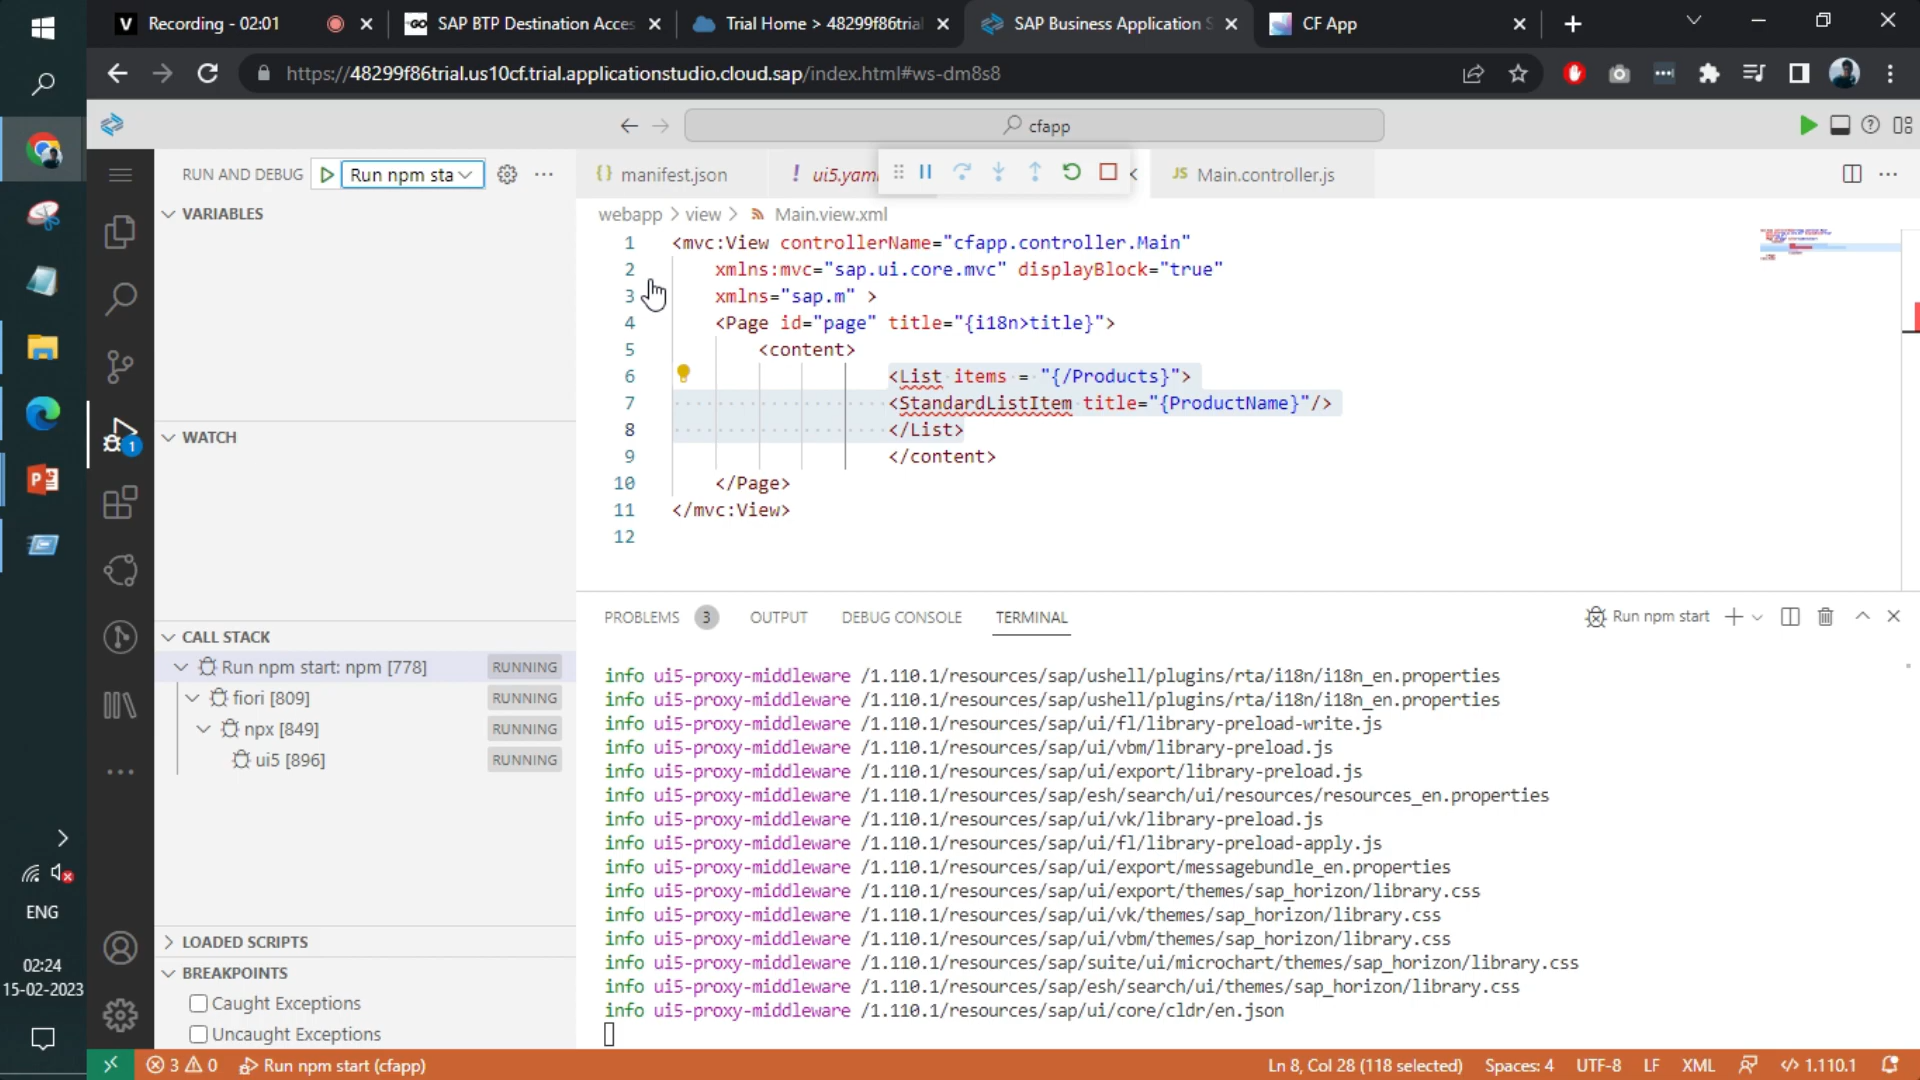 Recording - 02:01
SAP BTP Destination Acces
Trial Home > 48299f86trial
SAP Business Application S
CF App
https://48299f86trial.us10cf.trial.applicationstudio.cloud.sap/index.html#ws-dm8s8
cfapp
RUN AND DEBUG
Run npm sta
manifest.json
ui5.yaml
Main.controller.js
webapp > view > Main.view.xml
VARIABLES
WATCH
CALL STACK
Run npm start: npm [778] RUNNING
fiori [809] RUNNING
npx [849] RUNNING
ui5 [896] RUNNING
LOADED SCRIPTS
BREAKPOINTS
Caught Exceptions
Uncaught Exceptions
1 <mvc:View controllerName="cfapp.controller.Main"
2 xmlns:mvc="sap.ui.core.mvc" displayBlock="true"
3 xmlns="sap.m" >
4 <Page id="page" title="{i18n>title}">
5 <content>
6 <List items = "{/Products}">
7 <StandardListItem title="{ProductName}"/>
8 </List>
9 </content>
10 </Page>
11 </mvc:View>
12
PROBLEMS 3 OUTPUT DEBUG CONSOLE TERMINAL
Run npm start
info ui5-proxy-middleware /1.110.1/resources/sap/ushell/plugins/rta/i18n/i18n_en.properties
info ui5-proxy-middleware /1.110.1/resources/sap/ushell/plugins/rta/i18n/i18n_en.properties
info ui5-proxy-middleware /1.110.1/resources/sap/ui/fl/library-preload-write.js
info ui5-proxy-middleware /1.110.1/resources/sap/ui/vbm/library-preload.js
info ui5-proxy-middleware /1.110.1/resources/sap/ui/export/library-preload.js
info ui5-proxy-middleware /1.110.1/resources/sap/esh/search/ui/resources/resources_en.properties
info ui5-proxy-middleware /1.110.1/resources/sap/ui/vk/library-preload.js
info ui5-proxy-middleware /1.110.1/resources/sap/ui/fl/library-preload-apply.js
info ui5-proxy-middleware /1.110.1/resources/sap/ui/export/messagebundle_en.properties
info ui5-proxy-middleware /1.110.1/resources/sap/ui/export/themes/sap_horizon/library.css
info ui5-proxy-middleware /1.110.1/resources/sap/ui/vk/themes/sap_horizon/library.css
info ui5-proxy-middleware /1.110.1/resources/sap/ui/vbm/themes/sap_horizon/library.css
info ui5-proxy-middleware /1.110.1/resources/sap/suite/ui/microchart/themes/sap_horizon/library.css
info ui5-proxy-middleware /1.110.1/resources/sap/esh/search/ui/themes/sap_horizon/library.css
info ui5-proxy-middleware /1.110.1/resources/sap/ui/core/cldr/en.json
1
ENG
02:24
15-02-2023
3 0 Run npm start (cfapp)
Ln 8, Col 28 (118 selected) Spaces: 4 UTF-8 LF XML 1.110.1